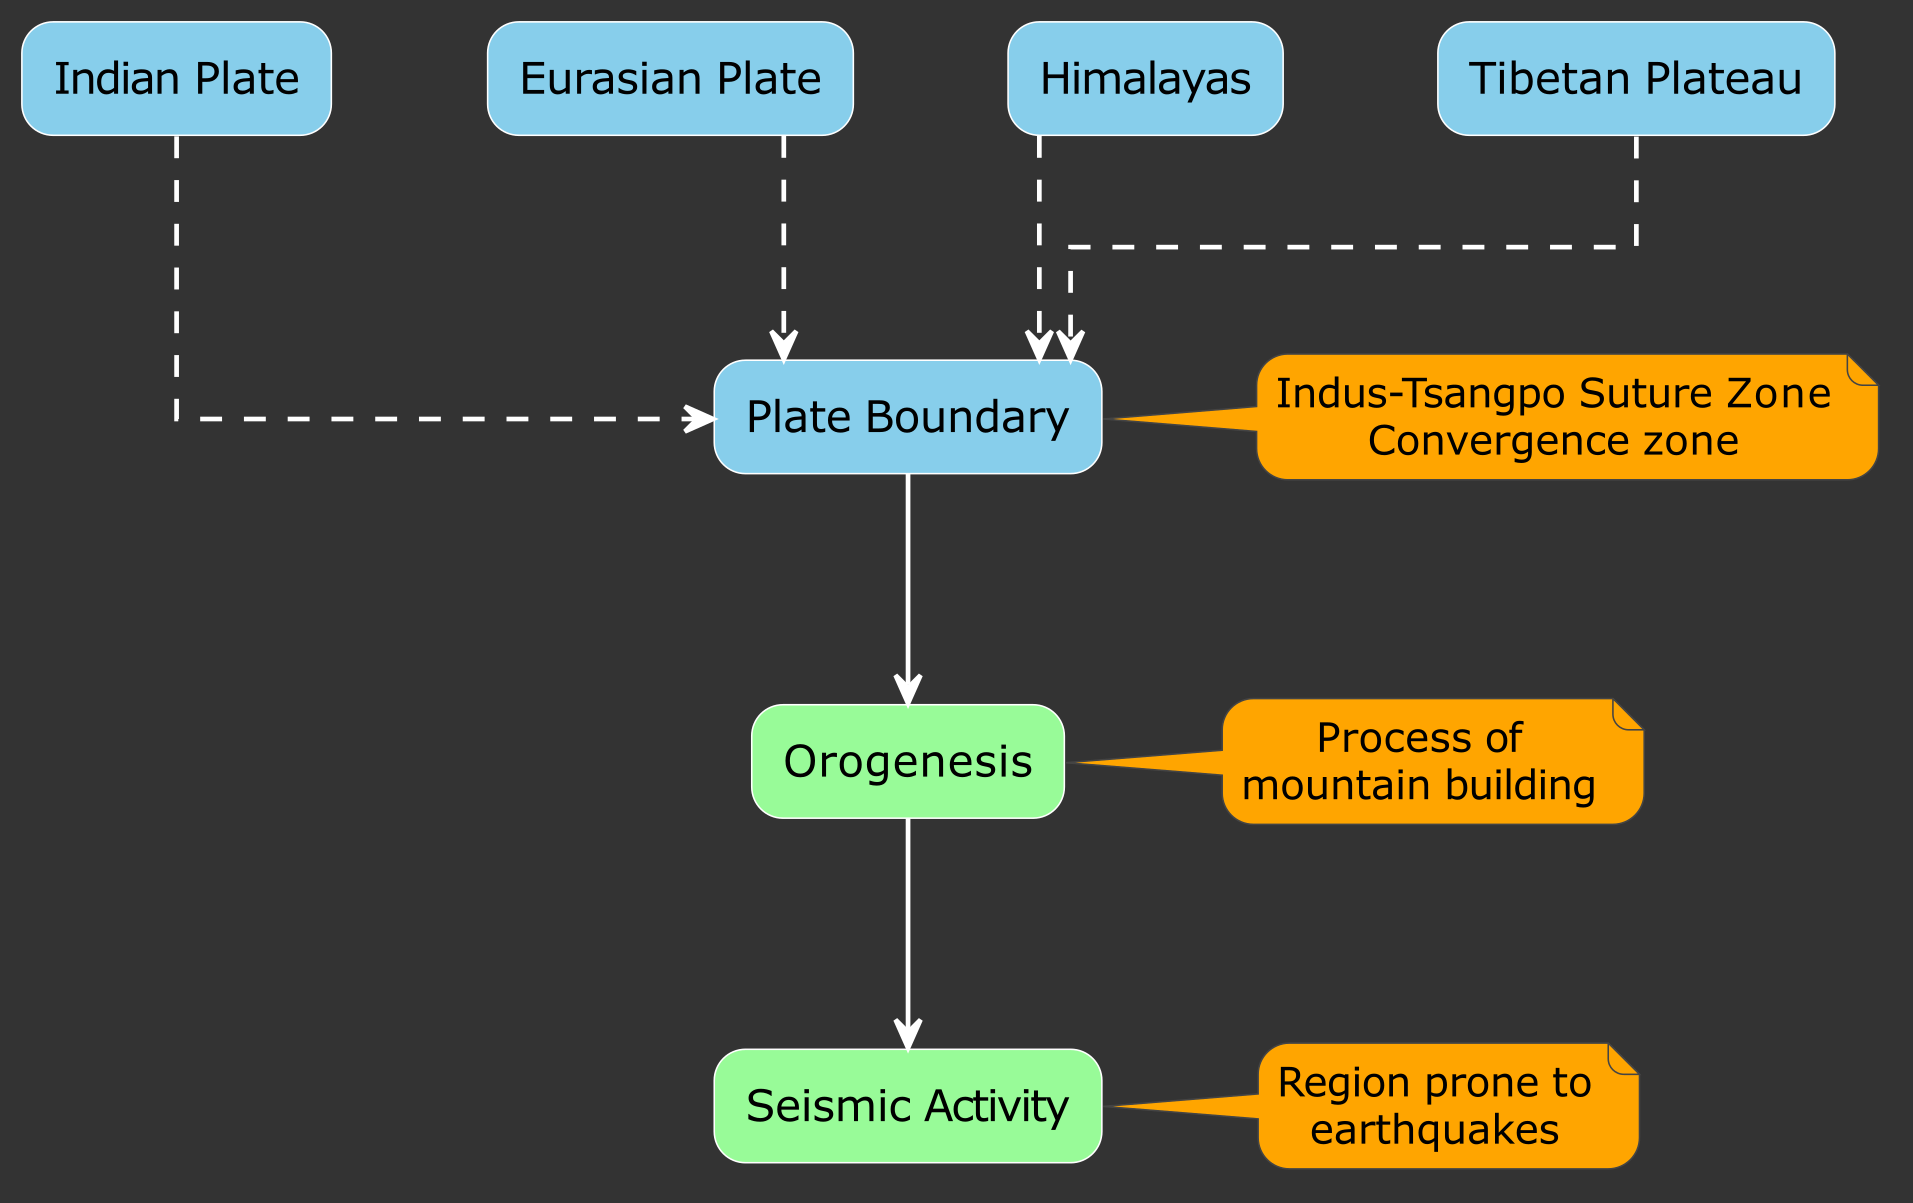 Indian Plate
Eurasian Plate
Himalayas
Tibetan Plateau
Plate Boundary
Indus-Tsangpo Suture Zone
Convergence zone
Orogenesis
Process of
mountain building
Seismic Activity
Region prone to
earthquakes